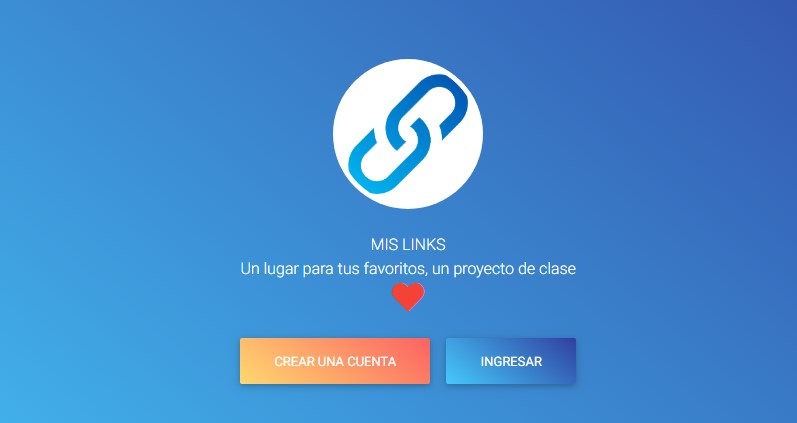 MIS LINKS
Un lugar para tus favoritos, un proyecto de clase
CREAR UNA CUENTA
INGRESAR